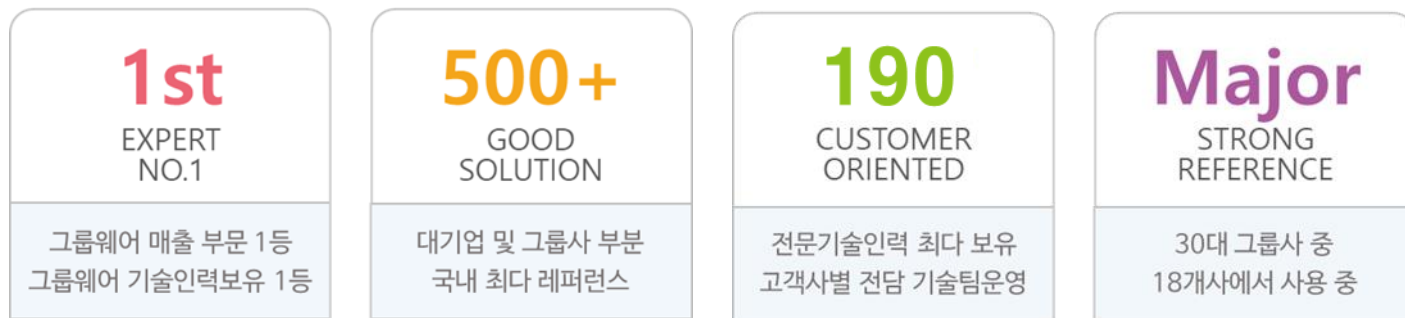 1st
EXPERT
NO.1
그룹웨어 매출 부문 1등
그룹웨어 기술인력보유 1등
500+
GOOD
SOLUTION
대기업 및 그룹사 부분
국내 최다 레퍼런스
190
CUSTOMER
ORIENTED
전문기술인력 최다 보유
고객사별 전담 기술팀운영
Major
STRONG
REFERENCE
30대 그룹사 중
18개사에서 사용 중